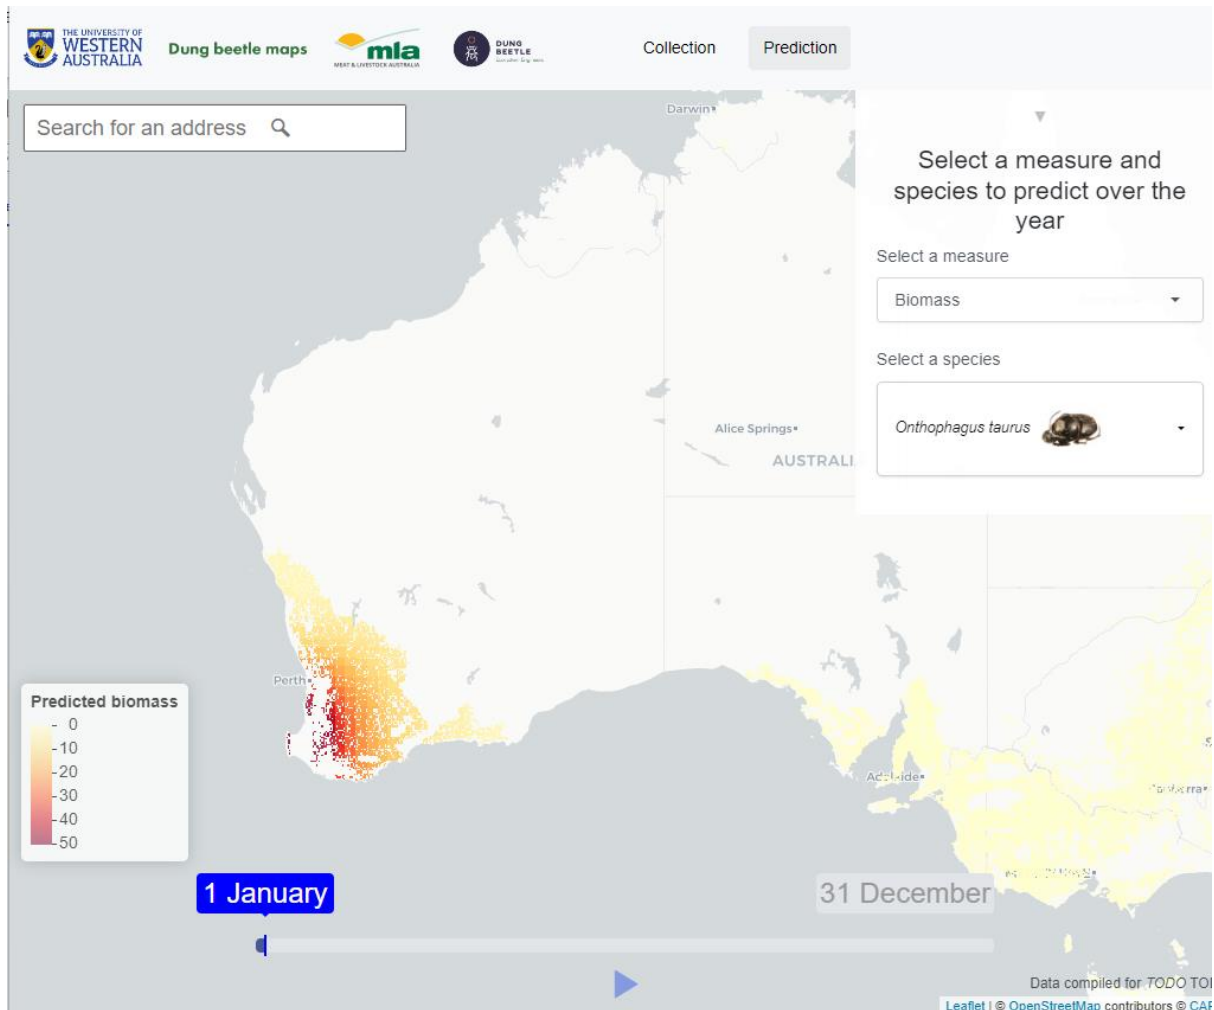 THE UNIVERSITY OF
WESTERN
AUSTRALIA
Dung beetle maps
mla
MEAT & LIVESTOCK AUSTRALIA
DUNG
BEETLE
Collection
Prediction
Search for an address
Darwin
Select a measure and
species to predict over the
year
Select a measure
Biomass
Select a species
Onthophagus taurus
Alice Springs
AUSTRALI
Perth
Predicted biomass
0
10
20
30
40
50
Adelaide
1 January
31 December
Data compiled for TODO TO
Leaflet | © OpenStreetMap contributors © CAR